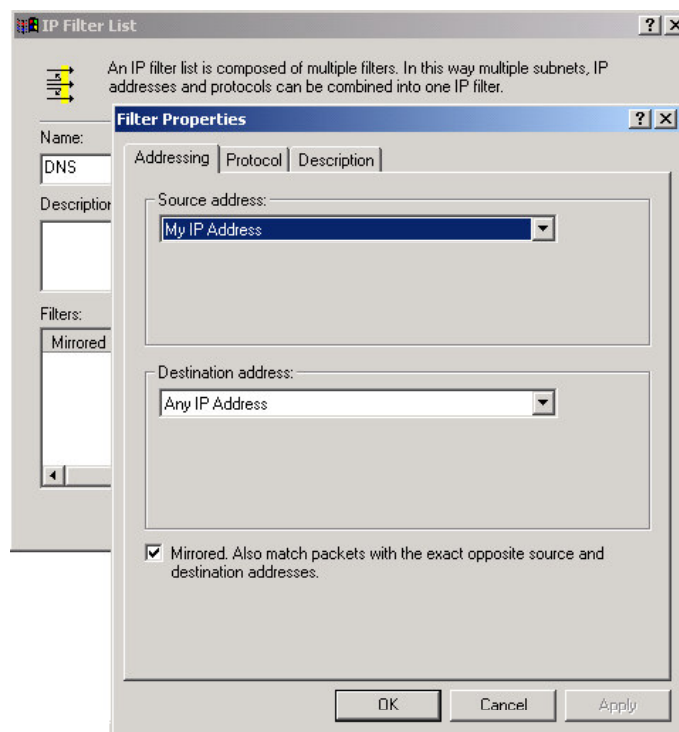 IP Filter List
An IP filter list is composed of multiple filters. In this way multiple subnets, IP
addresses and protocols can be combined into one IP filter.
Name:
DNS
Description
Filters:
Mirrored
Filter Properties
Addressing
Protocol
Description
Source address:
My IP Address
Destination address:
Any IP Address
Mirrored. Also match packets with the exact opposite source and
destination addresses.
OK
Cancel
Apply